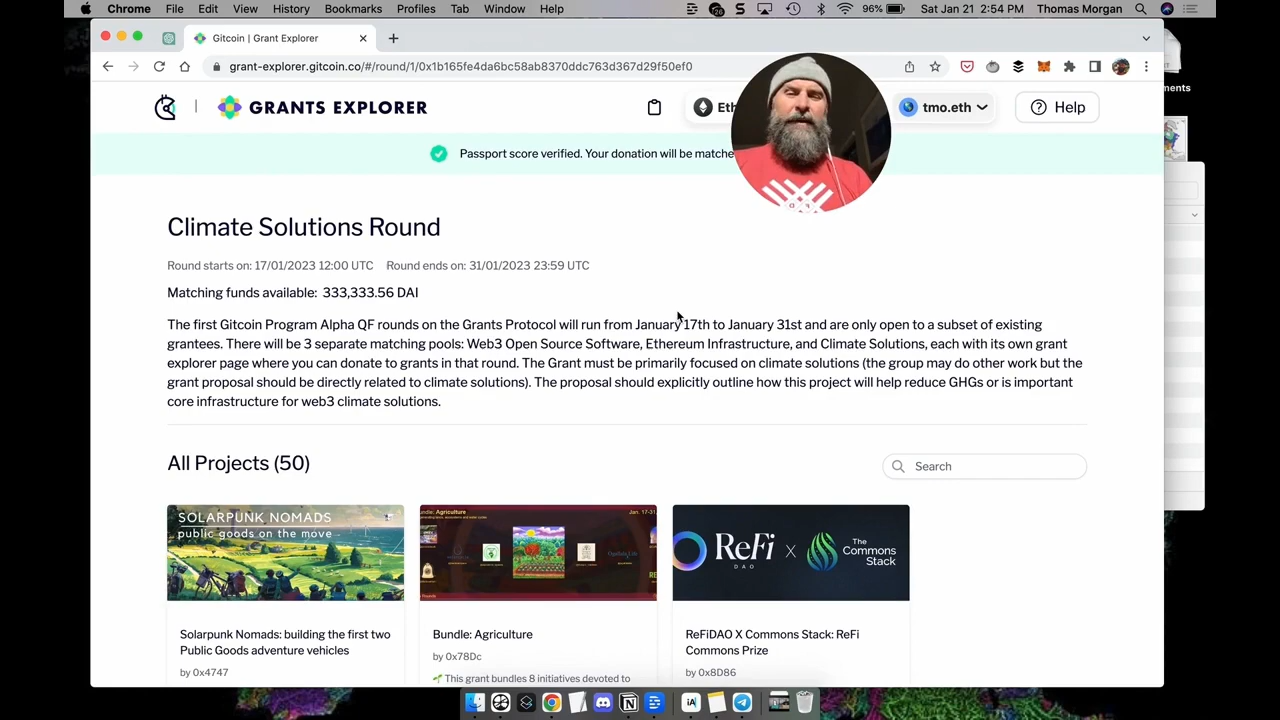 Chrome File Edit View History Bookmarks Profiles Tab Window Help 26 96% Sat Jan 21 2:54 PM Thomas Morgan
Gitcoin | Grant Explorer
grant-explorer.gitcoin.co/#/round/1/0x1b165fe4da6bc58ab8370ddc763d367d29f50ef0
GRANTS EXPLORER Eth tmo.eth Help
ments
Passport score verified. Your donation will be matche
Climate Solutions Round
Round starts on: 17/01/2023 12:00 UTC Round ends on: 31/01/2023 23:59 UTC
Matching funds available: 333,333.56 DAI
The first Gitcoin Program Alpha QF rounds on the Grants Protocol will run from January 17th to January 31st and are only open to a subset of existing
grantees. There will be 3 separate matching pools: Web3 Open Source Software, Ethereum Infrastructure, and Climate Solutions, each with its own grant
explorer page where you can donate to grants in that round. The Grant must be primarily focused on climate solutions (the group may do other work but the
grant proposal should be directly related to climate solutions). The proposal should explicitly outline how this project will help reduce GHGs or is important
core infrastructure for web3 climate solutions.
All Projects (50)
Search
SOLARPUNK NOMADS
public goods on the move
undle: Agriculture
Jan. 17-31,
ReFi DAO X The Commons Stack
Solarpunk Nomads: building the first two
Public Goods adventure vehicles
by 0x4747
Bundle: Agriculture
by 0x78Dc
This grant bundles 8 initiatives devoted to
ReFiDAO X Commons Stack: ReFi
Commons Prize
by 0x8D86
iA